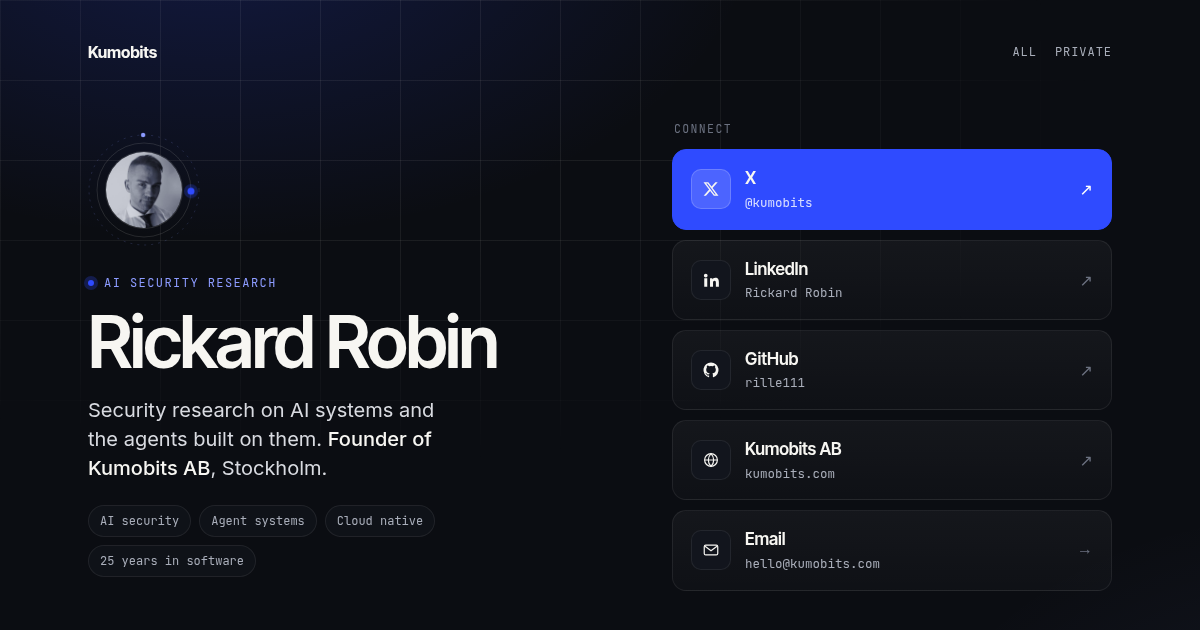 Kumobits
ALL PRIVATE
AI SECURITY RESEARCH
Rickard Robin
Security research on AI systems and
the agents built on them. Founder of
Kumobits AB, Stockholm.
AI security
Agent systems
Cloud native
25 years in software
CONNECT
X
@kumobits
LinkedIn
Rickard Robin
GitHub
rille111
Kumobits AB
kumobits.com
Email
hello@kumobits.com